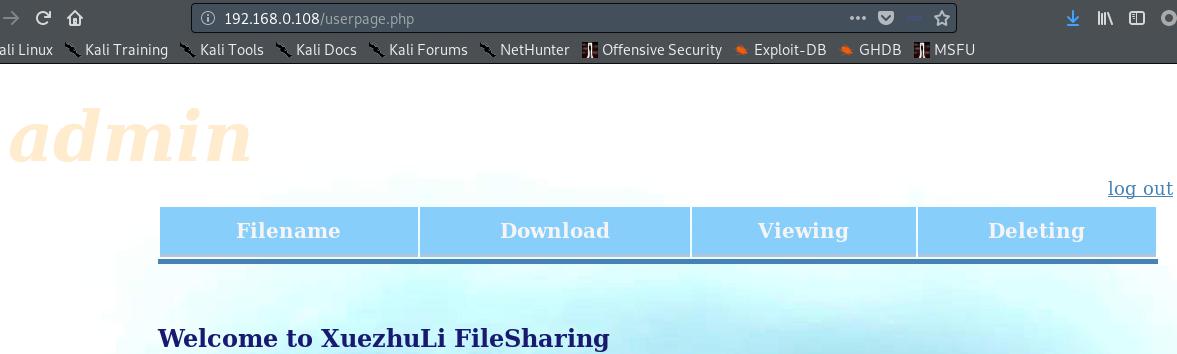 192.168.0.108/userpage.php
ali Linux Kali Training Kali Tools Kali Docs Kali Forums NetHunter Offensive Security Exploit-DB GHDB MSFU
admin
log out
Filename Download Viewing Deleting
Welcome to XuezhuLi FileSharing